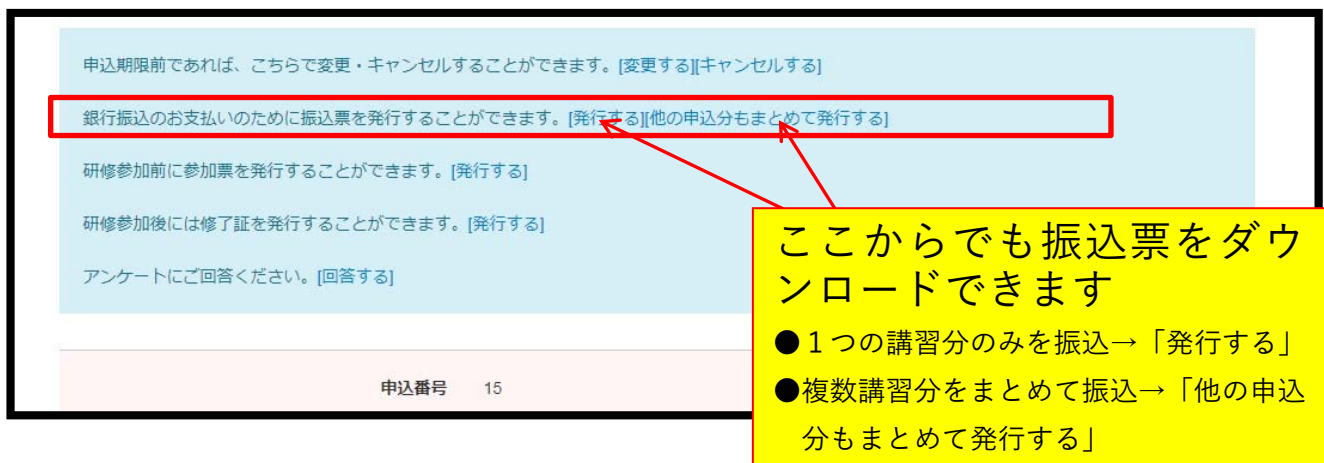 申込期限前であれば、こちらで変更・キャンセルすることができます。[変更する][キャンセルする]
銀行振込のお支払いのために振込票を発行することができます。[発行する][他の申込分もまとめて発行する]
研修参加前に参加票を発行することができます。[発行する]
研修参加後には修了証を発行することができます。[発行する]
アンケートにご回答ください。[回答する]
申込番号 15
ここからでも振込票をダウ
ンロードできます
●１つの講習分のみを振込→「発行する」
●複数講習分をまとめて振込→「他の申込
分もまとめて発行する」